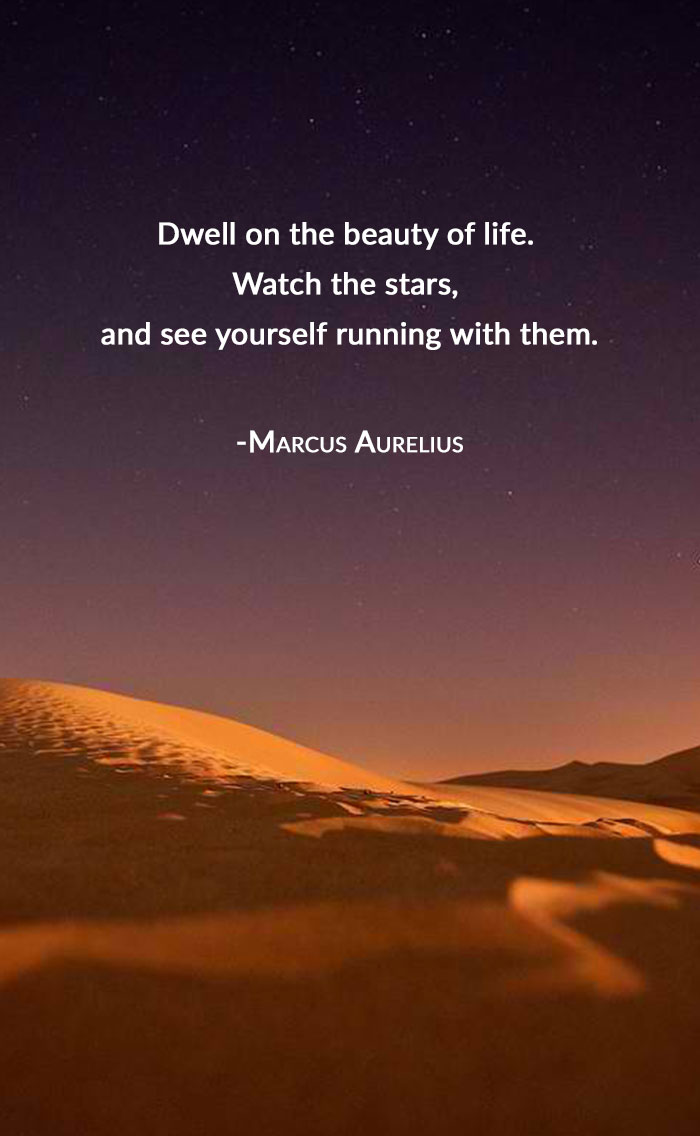 Dwell on the beauty of life.
Watch the stars,
and see yourself running with them.
-Marcus Aurelius